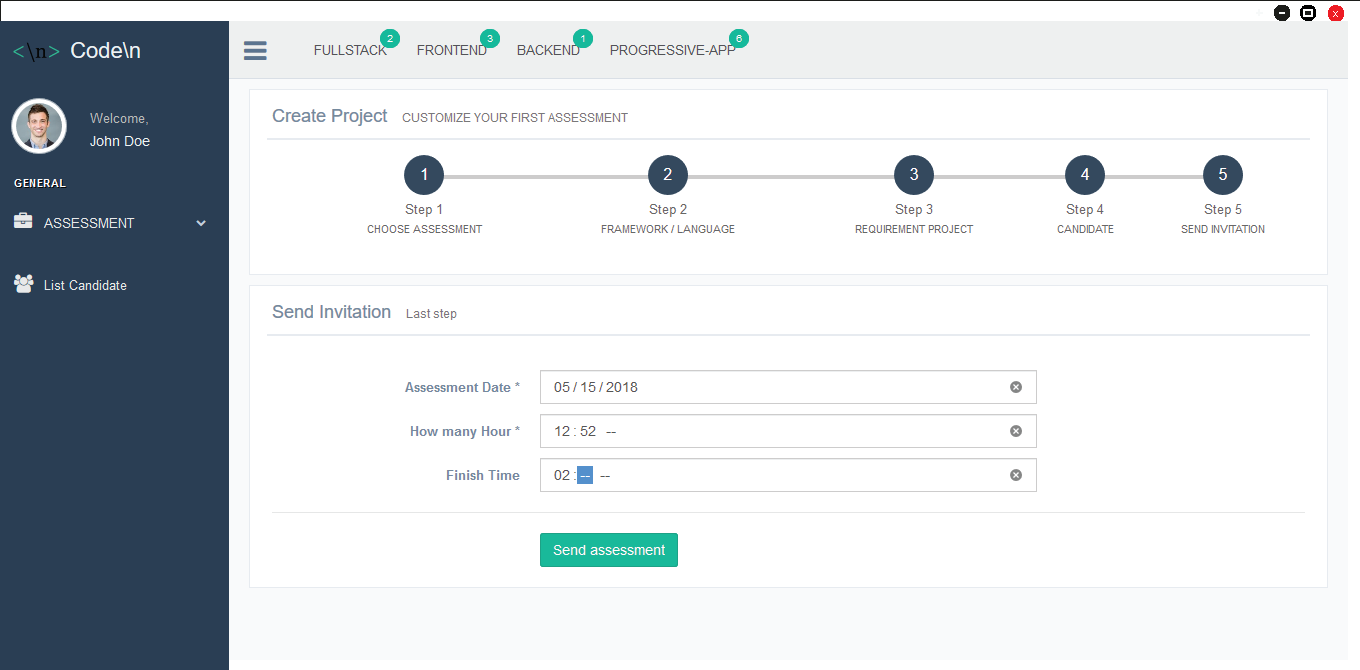 <\n> Code\n
FULLSTACK 2 FRONTEND 3 BACKEND 1 PROGRESSIVE-APP 6
Welcome,
John Doe
GENERAL
ASSESSMENT
List Candidate
Create Project CUSTOMIZE YOUR FIRST ASSESSMENT
1 2 3 4 5
Step 1 Step 2 Step 3 Step 4 Step 5
CHOOSE ASSESSMENT FRAMEWORK / LANGUAGE REQUIREMENT PROJECT CANDIDATE SEND INVITATION
Send Invitation Last step
Assessment Date * 05 / 15 / 2018
How many Hour * 12 : 52 --
Finish Time 02 : -- --
Send assessment